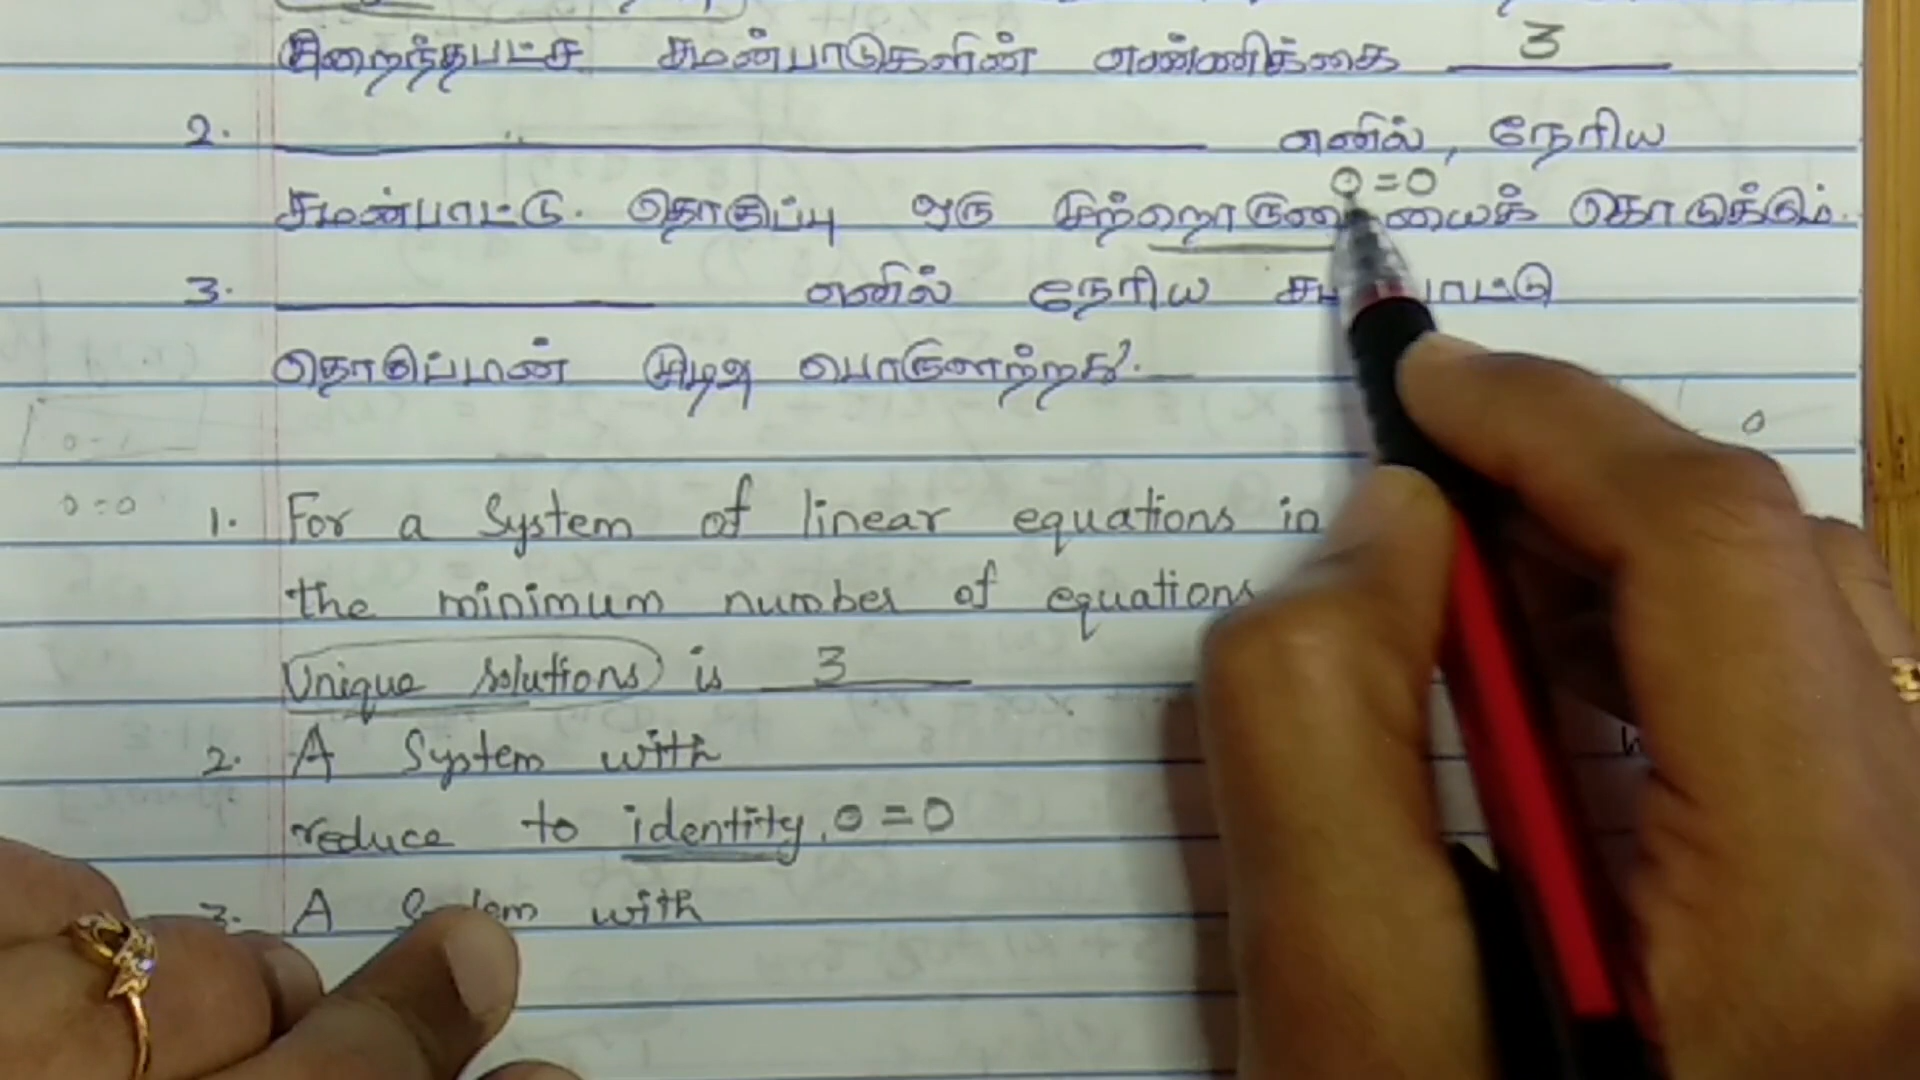 குறைந்தபட்ச சமன்பாடுகளின் எண்ணிக்கை 3
2. எனில், நேரிய
0=0
சமன்பாட்டு தொகுப்பு ஒரு முற்றொருமையைக் கொடுக்கும்.
3. எனில் நேரிய
தொகுப்பின் முடிவு பொருளற்றது.
0
0=0
1. For a System of linear equations in
the minimum number of equations
Unique solutions is 3
2. A System with
reduce to identity. 0=0
3. A System with